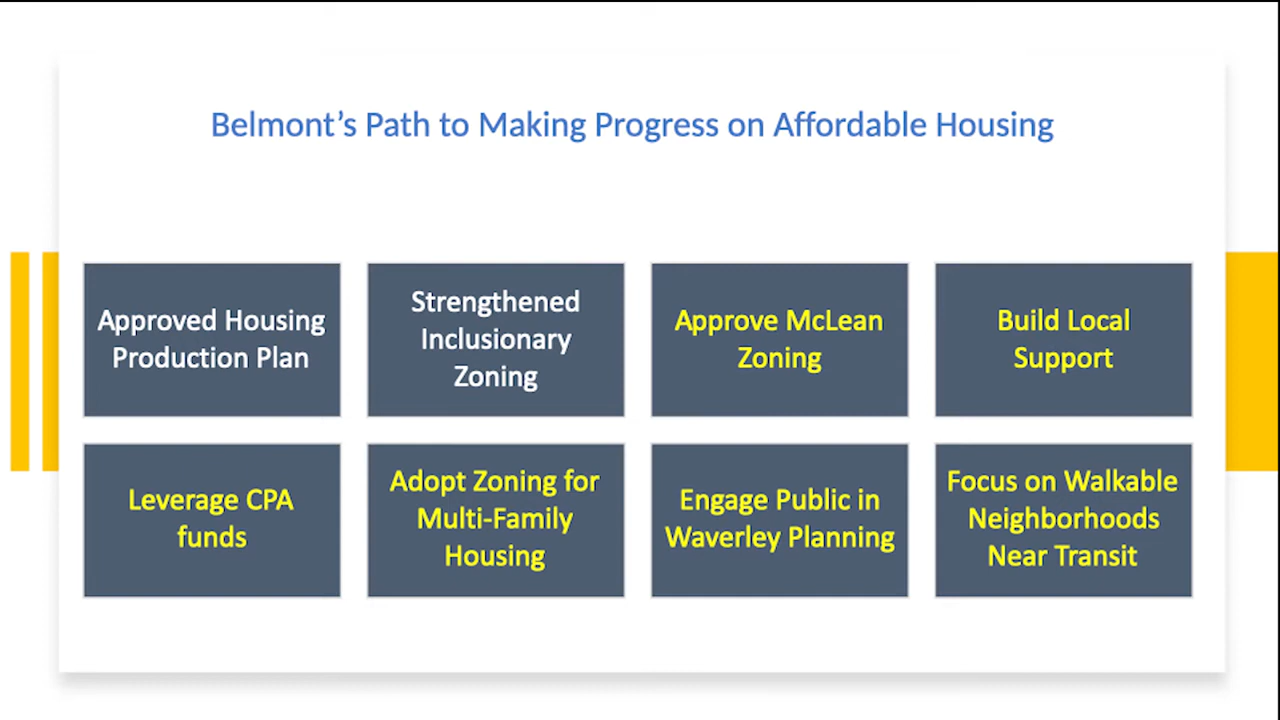 Belmont’s Path to Making Progress on Affordable Housing
Approved Housing
Production Plan
Strengthened
Inclusionary
Zoning
Approve McLean
Zoning
Build Local
Support
Leverage CPA
funds
Adopt Zoning for
Multi-Family
Housing
Engage Public in
Waverley Planning
Focus on Walkable
Neighborhoods
Near Transit